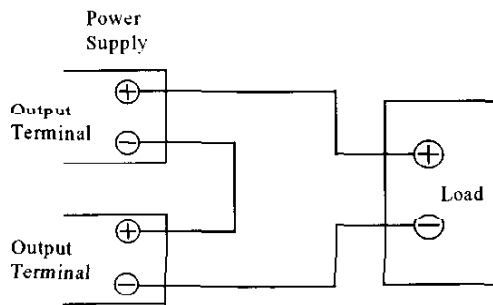 Power
Supply
+
Output
Terminal
−
+
Load
−
+
Output
Terminal
−